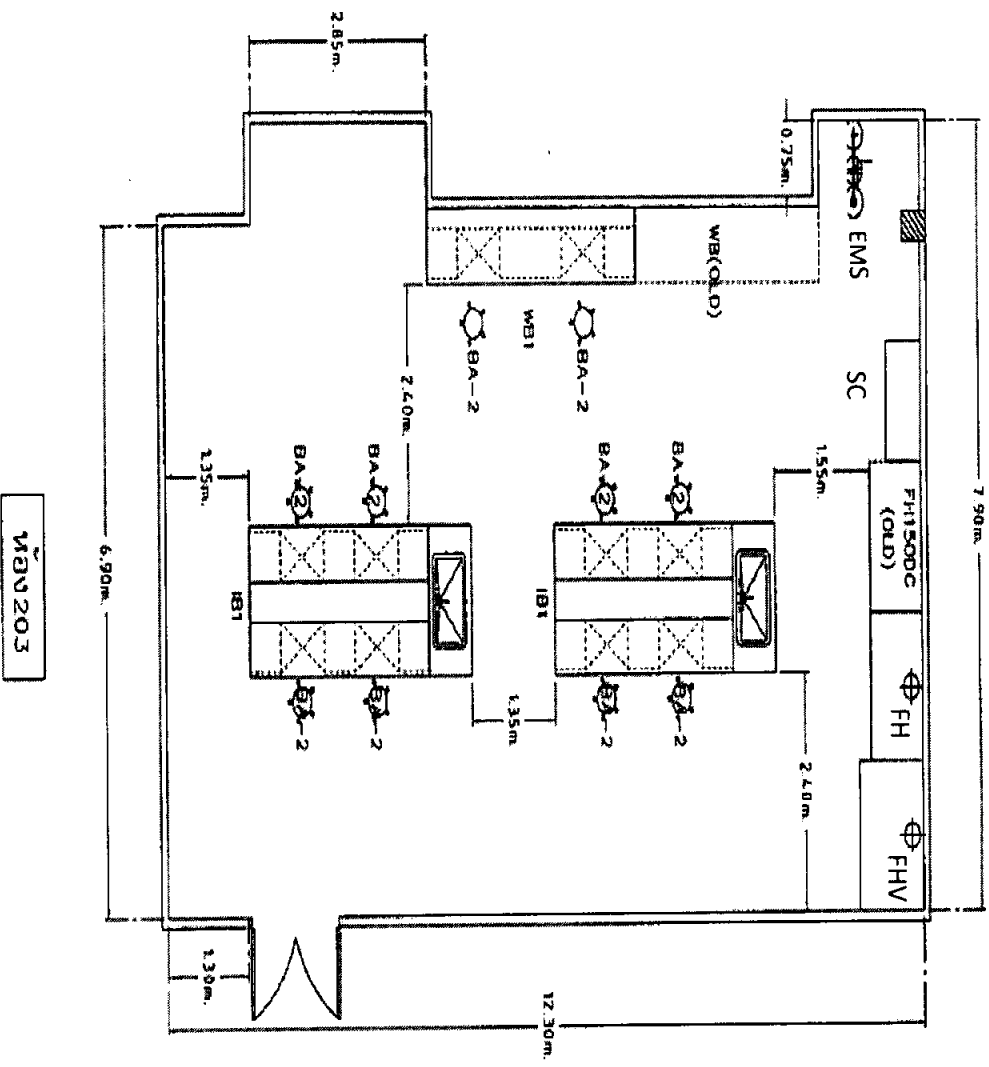 2.85m.
0.75m.
EMS
WB(OLD)
WB1
BA-2
BA-2
SC
2.40m.
1.35m.
BA-2
BA-2
BA-2
BA-2
1.55m.
FH150DC
(OLD)
7.90m.
6.90m.
IB1
IB1
FH
BA-2
BA-2
BA-2
BA-2
1.35m.
2.40m.
FHV
1.30m.
12.30m.
ห้อง203